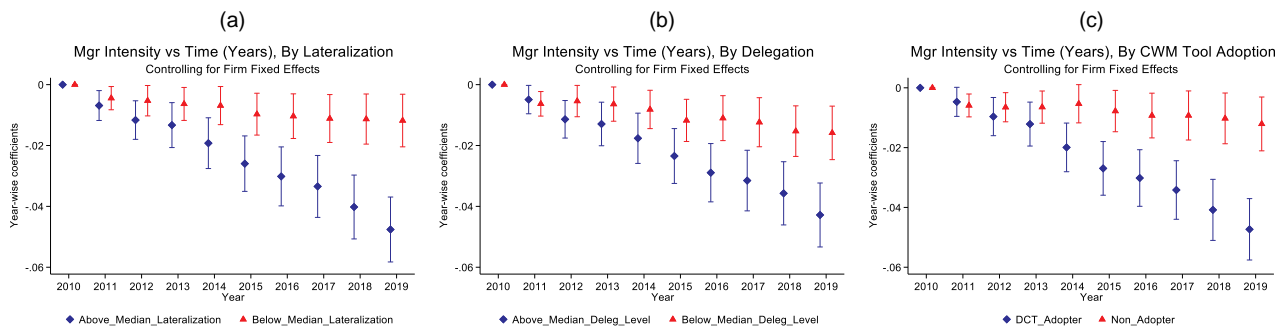 (a)
Mgr Intensity vs Time (Years), By Lateralization
Controlling for Firm Fixed Effects
Year-wise coefficients
0
-.02
-.04
-.06
2010 2011 2012 2013 2014 2015 2016 2017 2018 2019
Year
Above_Median_Lateralization Below_Median_Lateralization
(b)
Mgr Intensity vs Time (Years), By Delegation
Controlling for Firm Fixed Effects
Year-wise coefficients
0
-.02
-.04
-.06
2010 2011 2012 2013 2014 2015 2016 2017 2018 2019
Year
Above_Median_Deleg_Level Below_Median_Deleg_Level
(c)
Mgr Intensity vs Time (Years), By CWM Tool Adoption
Controlling for Firm Fixed Effects
Year-wise coefficients
0
-.02
-.04
-.06
2010 2011 2012 2013 2014 2015 2016 2017 2018 2019
Year
DCT_Adopter Non_Adopter